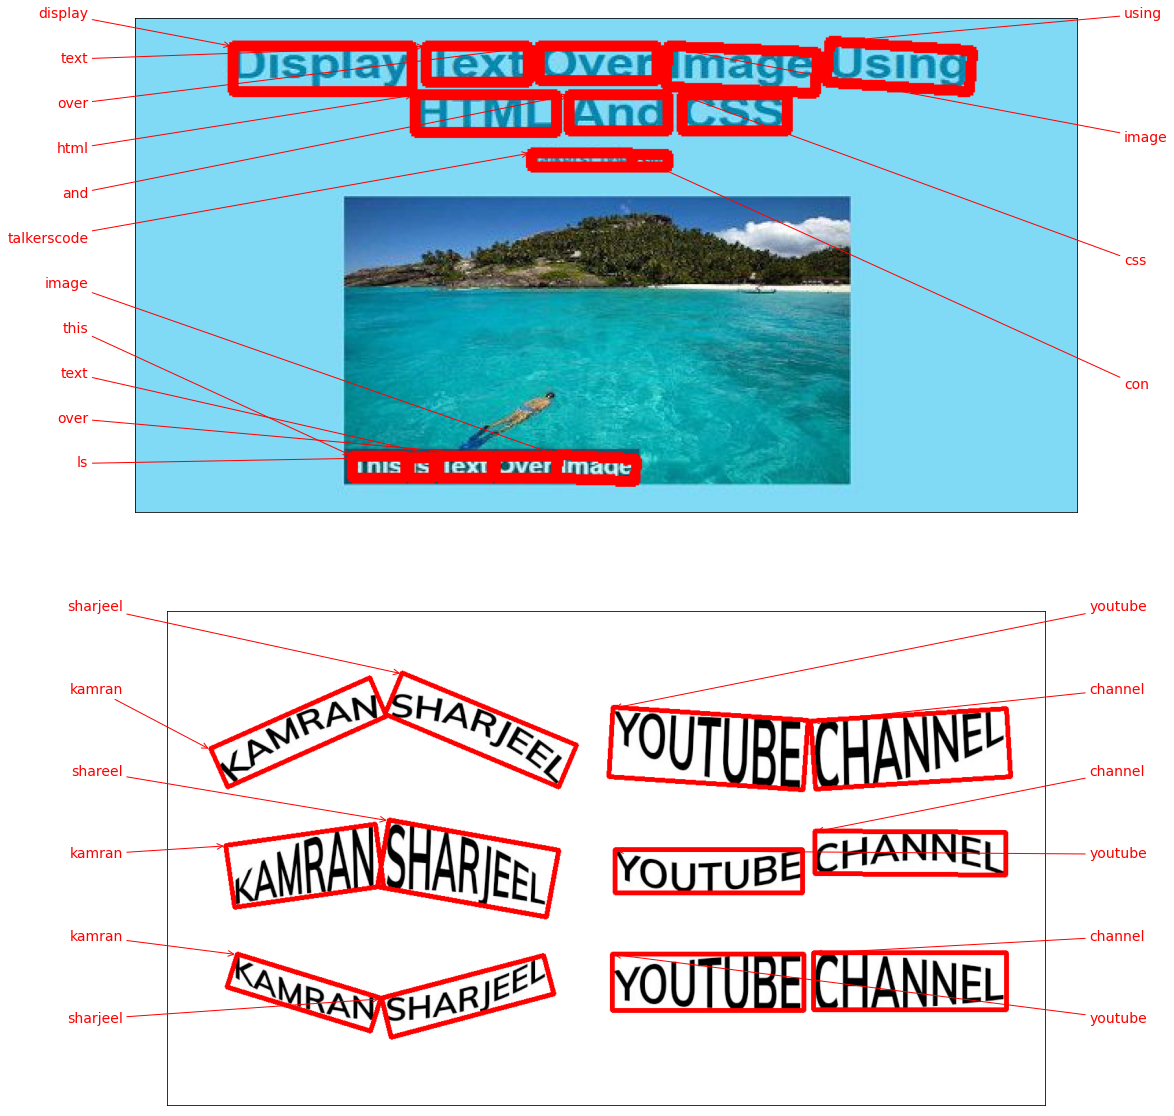 display
text
over
html
and
talkerscode
image
this
text
over
ls
Display Text Over Image Using
HTML And CSS
This is Text Over Image
using
image
css
con
sharjeel
kamran
shareel
kamran
kamran
sharjeel
KAMRAN SHARJEEL YOUTUBE CHANNEL
KAMRAN SHARJEEL YOUTUBE CHANNEL
KAMRAN SHARJEEL YOUTUBE CHANNEL
youtube
channel
channel
youtube
channel
youtube